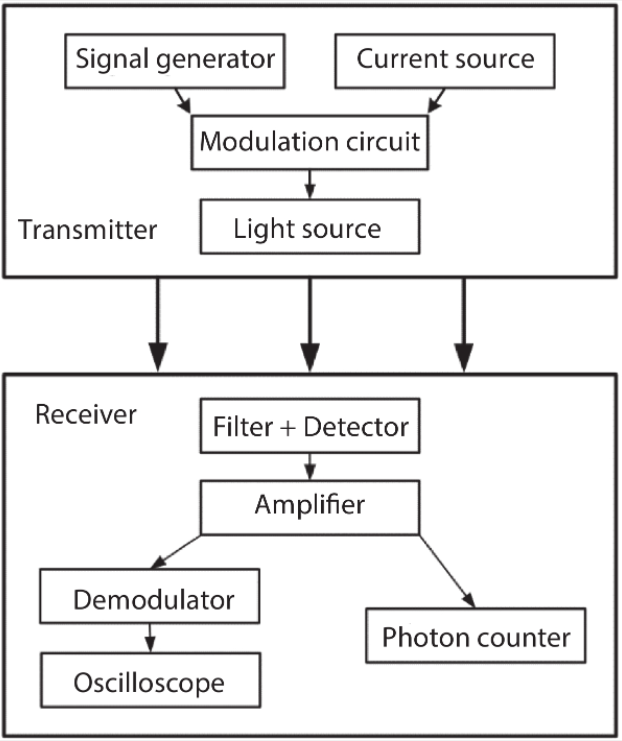 Signal generator
Current source
Modulation circuit
Light source
Transmitter
Receiver
Filter + Detector
Amplifier
Demodulator
Photon counter
Oscilloscope